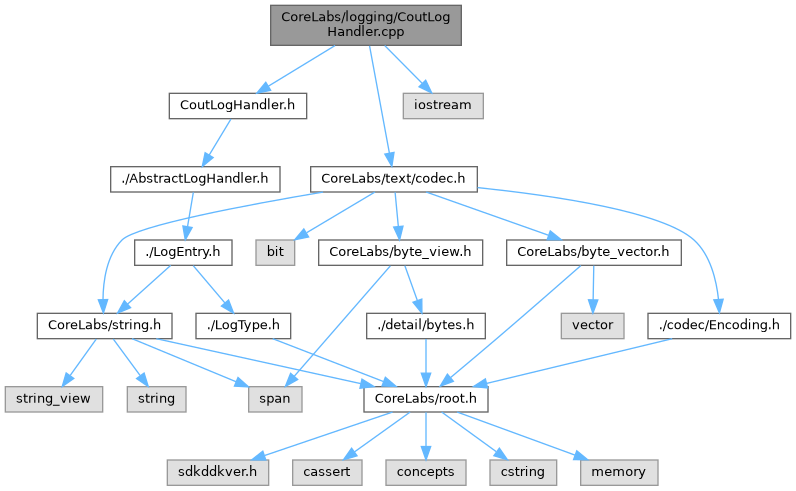 CoreLabs/logging/CoutLog
Handler.cpp
CoutLogHandler.h
iostream
./AbstractLogHandler.h
CoreLabs/text/codec.h
./LogEntry.h
bit
CoreLabs/byte_view.h
CoreLabs/byte_vector.h
CoreLabs/string.h
./LogType.h
./detail/bytes.h
vector
./codec/Encoding.h
string_view
string
span
CoreLabs/root.h
sdkddkver.h
cassert
concepts
cstring
memory